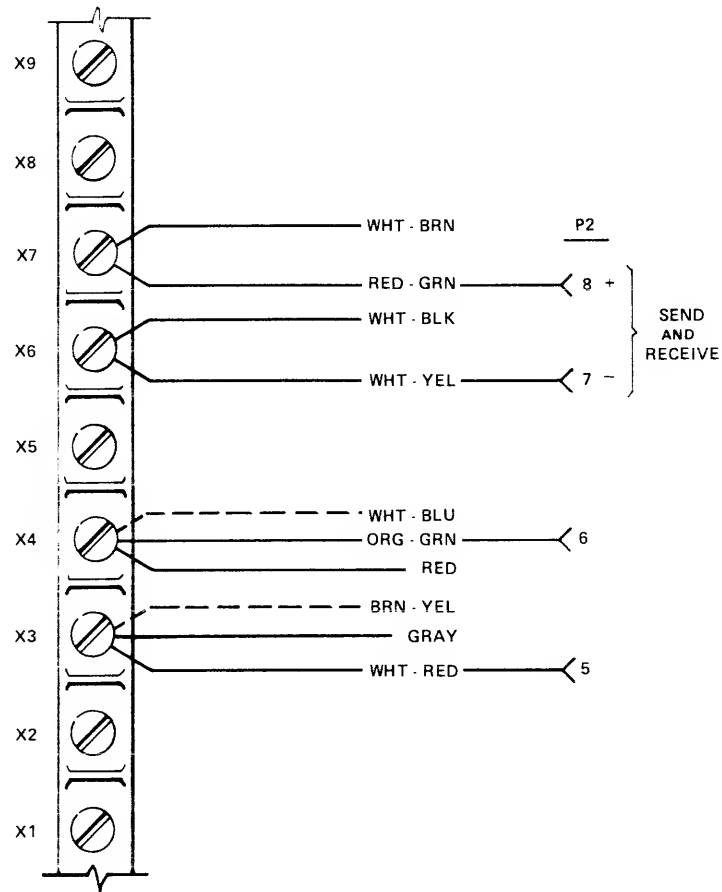 X9
X8
WHT - BRN
P2
X7
RED - GRN 8 +
WHT - BLK
SEND
AND
RECEIVE
X6
WHT - YEL 7 -
X5
WHT - BLU
X4 ORG - GRN 6
RED
BRN - YEL
X3 GRAY
WHT - RED 5
X2
X1